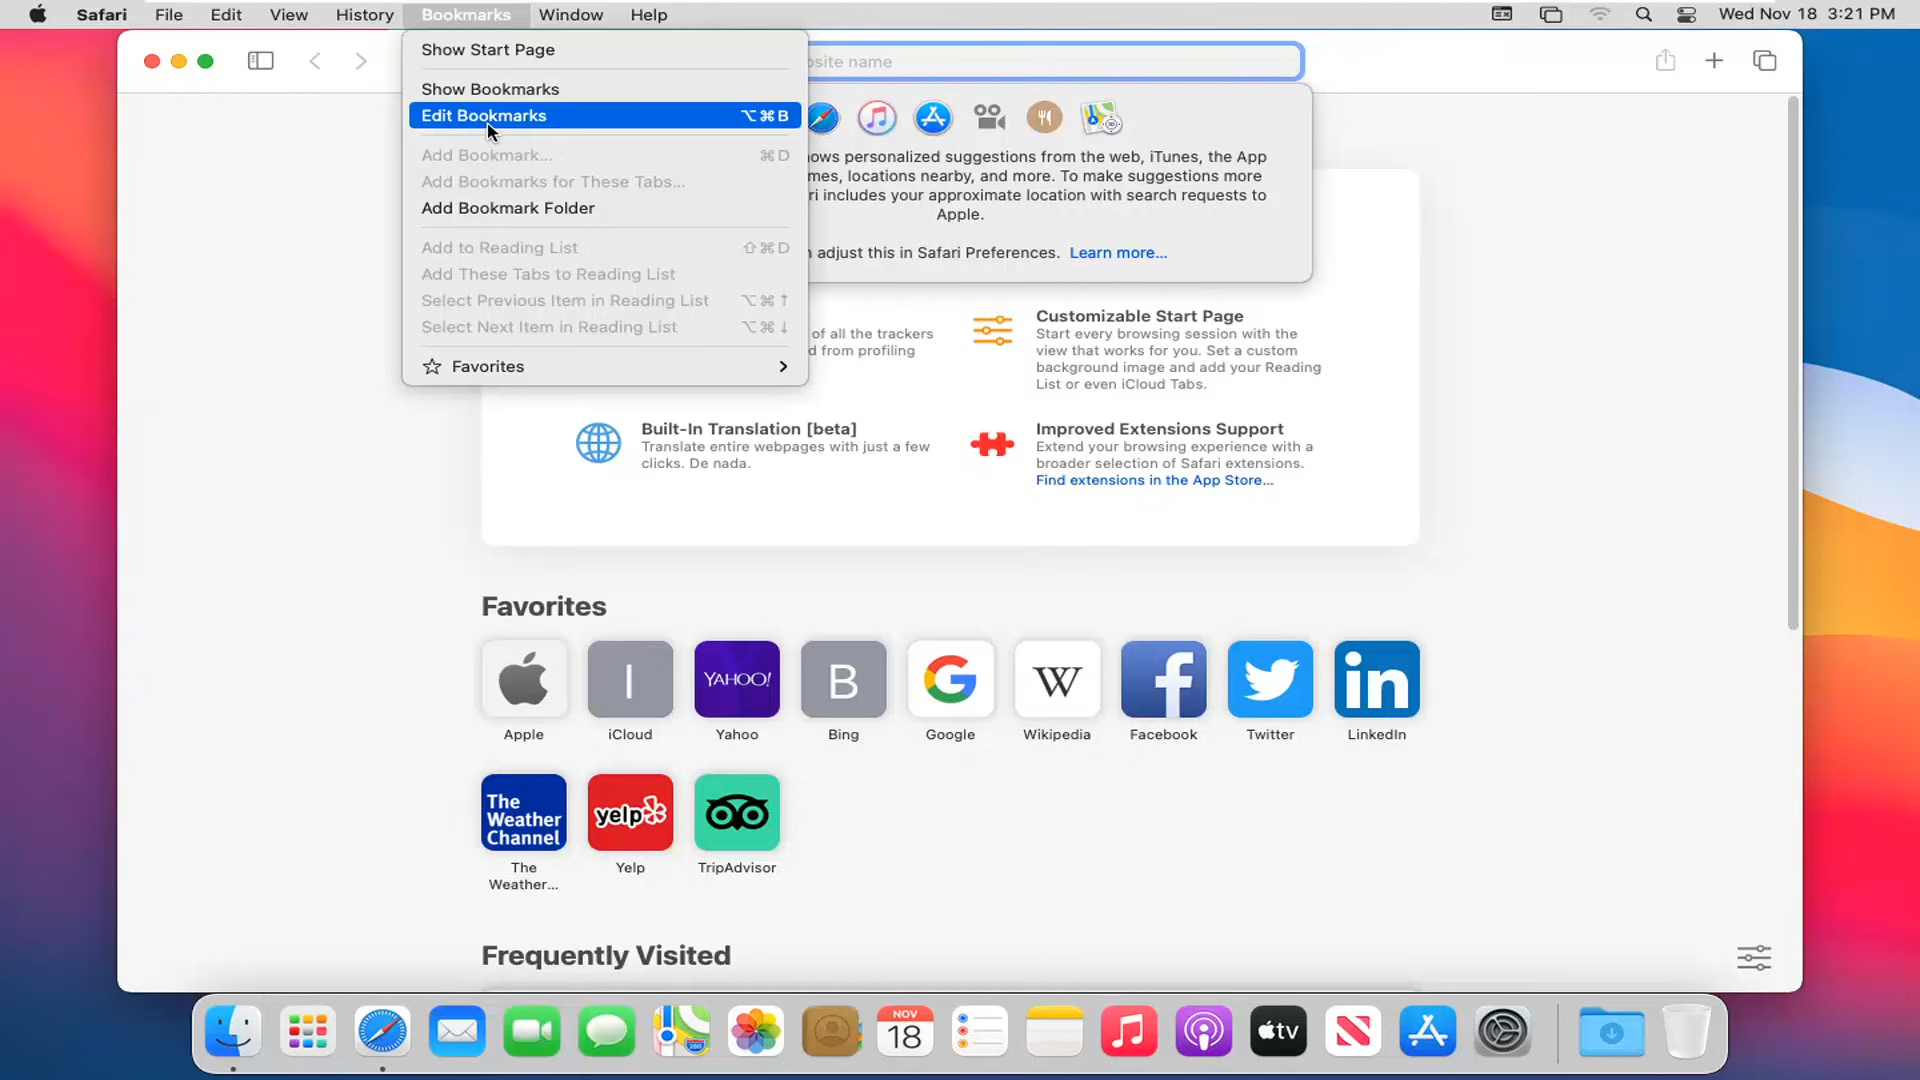 Safari File Edit View History Bookmarks Window Help Wed Nov 18 3:21 PM
Show Start Page
Show Bookmarks
Edit Bookmarks ⌥⌘B
Add Bookmark... ⌘D
Add Bookmarks for These Tabs...
Add Bookmark Folder
Add to Reading List ⇧⌘D
Add These Tabs to Reading List
Select Previous Item in Reading List ⌥⌘↑
Select Next Item in Reading List ⌥⌘↓
Favorites
site name
ows personalized suggestions from the web, iTunes, the App
mes, locations nearby, and more. To make suggestions more
ri includes your approximate location with search requests to
Apple.
adjust this in Safari Preferences. Learn more...
of all the trackers
d from profiling
Customizable Start Page
Start every browsing session with the
view that works for you. Set a custom
background image and add your Reading
List or even iCloud Tabs.
Built-In Translation [beta]
Translate entire webpages with just a few
clicks. De nada.
Improved Extensions Support
Extend your browsing experience with a
broader selection of Safari extensions.
Find extensions in the App Store...
Favorites
I
YAHOO!
B
G
W
f
in
Apple
iCloud
Yahoo
Bing
Google
Wikipedia
Facebook
Twitter
LinkedIn
The
Weather
Channel
yelp
The
Weather...
Yelp
TripAdvisor
Frequently Visited
NOV
18
280
tv